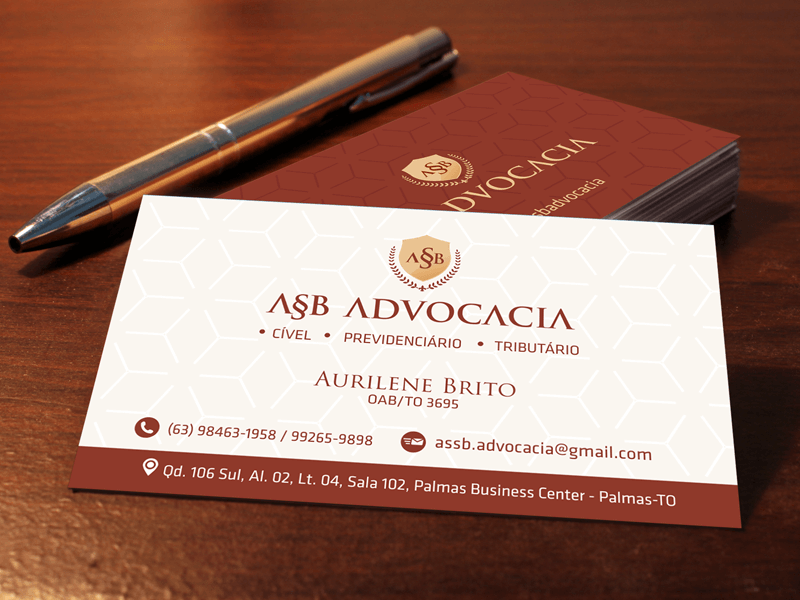 A§B
DVOCACIA
sbadvocacia
A§B
A§B ADVOCACIA
• CÍVEL • PREVIDENCIÁRIO • TRIBUTÁRIO
AURILENE BRITO
OAB/TO 3695
(63) 98463-1958 / 99265-9898 assb.advocacia@gmail.com
Qd. 106 Sul, Al. 02, Lt. 04, Sala 102, Palmas Business Center - Palmas-TO